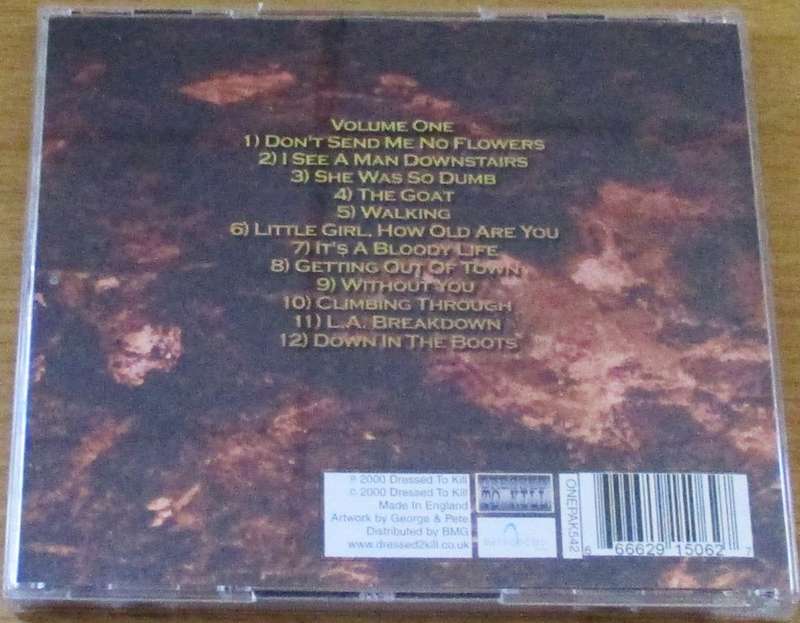 VOLUME ONE
1) DON'T SEND ME NO FLOWERS
2) I SEE A MAN DOWNSTAIRS
3) SHE WAS SO DUMB
4) THE GOAT
5) WALKING
6) LITTLE GIRL, HOW OLD ARE YOU
7) IT'S A BLOODY LIFE
8) GETTING OUT OF TOWN
9) WITHOUT YOU
10) CLIMBING THROUGH
11) L.A. BREAKDOWN
12) DOWN IN THE BOOTS
℗ 2000 Dressed To Kill
© 2000 Dressed To Kill
Made In England
Artwork by George & Pete
Distributed by BMG
www.dressed2kill.co.uk
DRESSED
TO KILL
ONEPAK542
6 66629 15062 7